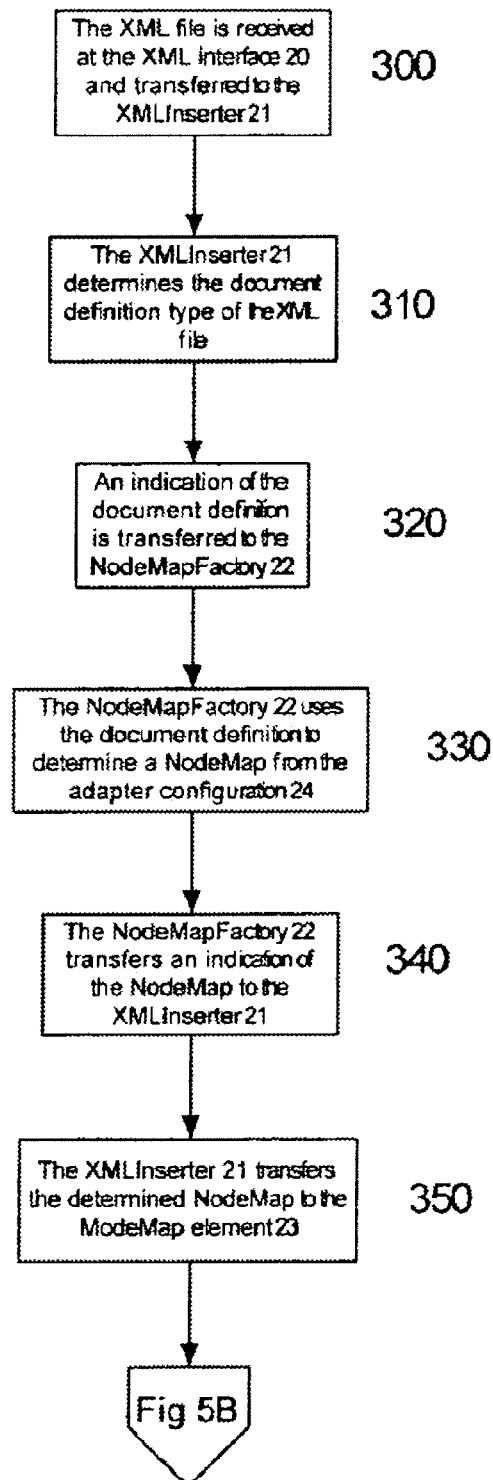 The XML file is received
at the XML Interface 20
and transferred to the
XMLInserter 21
300
The XMLInserter 21
determines the document
definition type of the XML
file
310
An indication of the
document definition
is transferred to the
NodeMapFactory 22
320
The NodeMapFactory 22 uses
the document definition to
determine a NodeMap from the
adapter configuration 24
330
The NodeMapFactory 22
transfers an indication of
the NodeMap to the
XMLInserter 21
340
The XMLInserter 21 transfers
the determined NodeMap to the
ModeMap element 23
350
Fig 5B